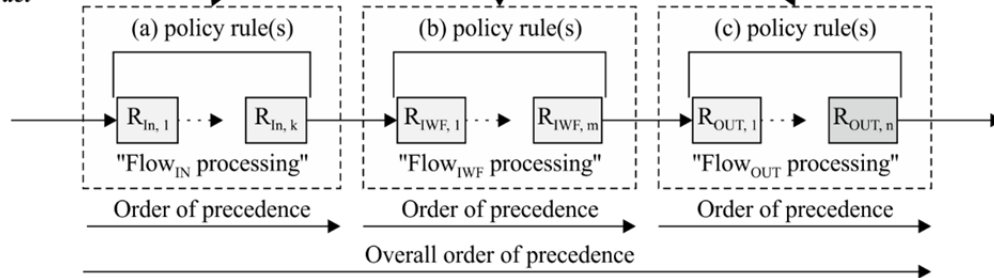 (a) policy rule(s) (b) policy rule(s) (c) policy rule(s)
R_In, 1 R_In, k R_IWF, 1 R_IWF, m R_OUT, 1 R_OUT, n
"Flow_IN processing" "Flow_IWF processing" "Flow_OUT processing"
Order of precedence Order of precedence Order of precedence
Overall order of precedence